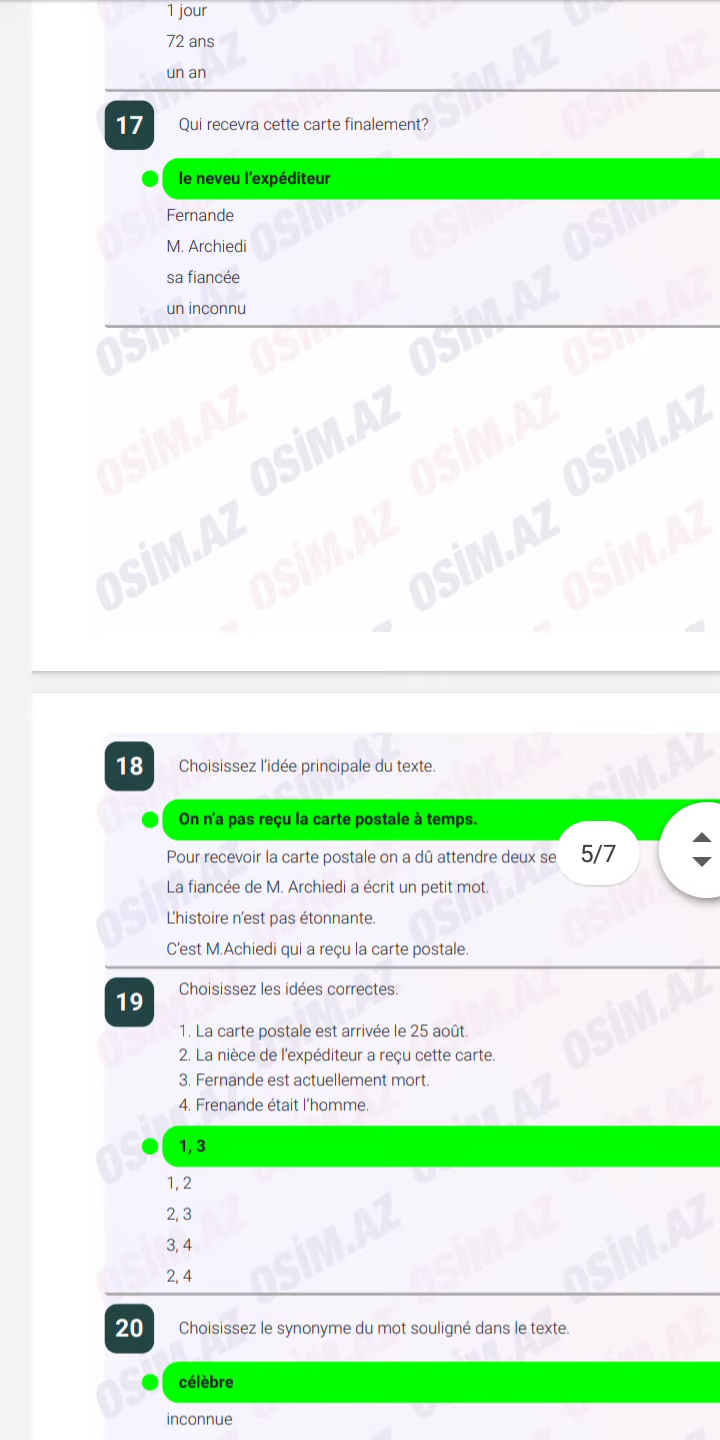 1 jour
72 ans
un an
17 Qui recevra cette carte finalement?
le neveu l'expéditeur
Fernande
M. Archiedi
sa fiancée
un inconnu
18 Choisissez l'idée principale du texte.
On n'a pas reçu la carte postale à temps.
Pour recevoir la carte postale on a dû attendre deux se
5/7
La fiancée de M. Archiedi a écrit un petit mot.
L'histoire n'est pas étonnante.
C'est M.Achiedi qui a reçu la carte postale.
19 Choisissez les idées correctes.
1. La carte postale est arrivée le 25 août.
2. La nièce de l'expéditeur a reçu cette carte.
3. Fernande est actuellement mort.
4. Frenande était l'homme.
1, 3
1, 2
2, 3
3, 4
2, 4
20 Choisissez le synonyme du mot souligné dans le texte.
célèbre
inconnue
OSİM.AZ